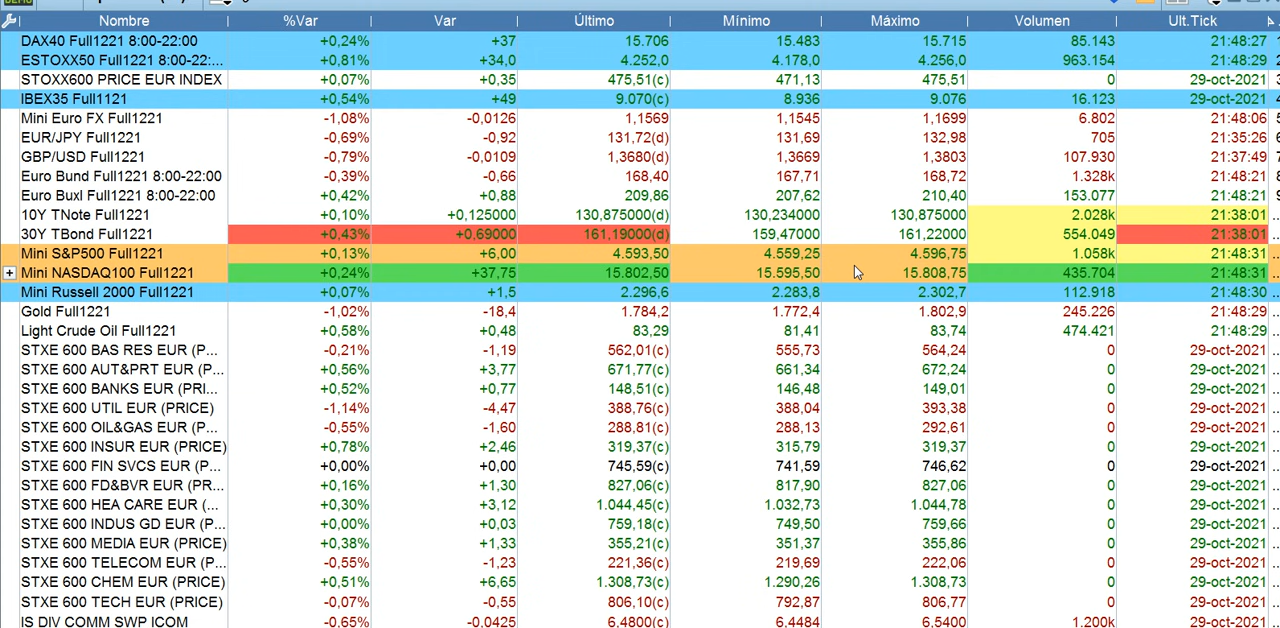 Nombre %Var Var Último Mínimo Máximo Volumen Ult.Tick
DAX40 Full1221 8:00-22:00 +0,24% +37 15.706 15.483 15.715 85.143 21:48:27
ESTOXX50 Full1221 8:00-22:... +0,81% +34,0 4.252,0 4.178,0 4.256,0 963.154 21:48:29
STOXX600 PRICE EUR INDEX +0,07% +0,35 475,51(c) 471,13 475,51 0 29-oct-2021
IBEX35 Full1121 +0,54% +49 9.070(c) 8.936 9.076 16.123 29-oct-2021
Mini Euro FX Full1221 -1,08% -0,0126 1,1569 1,1545 1,1699 6.802 21:48:06
EUR/JPY Full1221 -0,69% -0,92 131,72(d) 131,69 132,98 705 21:35:26
GBP/USD Full1221 -0,79% -0,0109 1,3680(d) 1,3669 1,3803 107.930 21:37:49
Euro Bund Full1221 8:00-22:00 -0,39% -0,66 168,40 167,71 168,72 1.328k 21:48:21
Euro Buxl Full1221 8:00-22:00 +0,42% +0,88 209,86 207,62 210,40 153.077 21:48:21
10Y TNote Full1221 +0,10% +0,125000 130,875000(d) 130,234000 130,875000 2.028k 21:38:01
30Y TBond Full1221 +0,43% +0,69000 161,19000(d) 159,47000 161,22000 554.049 21:38:01
Mini S&P500 Full1221 +0,13% +6,00 4.593,50 4.559,25 4.596,75 1.058k 21:48:31
Mini NASDAQ100 Full1221 +0,24% +37,75 15.802,50 15.595,50 15.808,75 435.704 21:48:31
Mini Russell 2000 Full1221 +0,07% +1,5 2.296,6 2.283,8 2.302,7 112.918 21:48:30
Gold Full1221 -1,02% -18,4 1.784,2 1.772,4 1.802,9 245.226 21:48:29
Light Crude Oil Full1221 +0,58% +0,48 83,29 81,41 83,74 474.421 21:48:29
STXE 600 BAS RES EUR (P... -0,21% -1,19 562,01(c) 555,73 564,24 0 29-oct-2021
STXE 600 AUT&PRT EUR (P... +0,56% +3,77 671,77(c) 661,34 672,24 0 29-oct-2021
STXE 600 BANKS EUR (PRI... +0,52% +0,77 148,51(c) 146,48 149,01 0 29-oct-2021
STXE 600 UTIL EUR (PRICE) -1,14% -4,47 388,76(c) 388,04 393,38 0 29-oct-2021
STXE 600 OIL&GAS EUR (P... -0,55% -1,60 288,81(c) 288,13 292,61 0 29-oct-2021
STXE 600 INSUR EUR (PRICE) +0,78% +2,46 319,37(c) 315,79 319,37 0 29-oct-2021
STXE 600 FIN SVCS EUR (P... +0,00% +0,00 745,59(c) 741,59 746,62 0 29-oct-2021
STXE 600 FD&BVR EUR (PR... +0,16% +1,30 827,06(c) 817,90 827,06 0 29-oct-2021
STXE 600 HEA CARE EUR (... +0,30% +3,12 1.044,45(c) 1.032,73 1.044,78 0 29-oct-2021
STXE 600 INDUS GD EUR (P... +0,00% +0,03 759,18(c) 749,50 759,66 0 29-oct-2021
STXE 600 MEDIA EUR (PRICE) +0,38% +1,33 355,21(c) 351,37 355,86 0 29-oct-2021
STXE 600 TELECOM EUR (P... -0,55% -1,23 221,36(c) 219,69 222,06 0 29-oct-2021
STXE 600 CHEM EUR (PRICE) +0,51% +6,65 1.308,73(c) 1.290,26 1.308,73 0 29-oct-2021
STXE 600 TECH EUR (PRICE) -0,07% -0,55 806,10(c) 792,87 806,77 0 29-oct-2021
IS DIV COMM SWP ICOM -0,65% -0,0425 6,4800(c) 6,4484 6,5400 1.200k 29-oct-2021